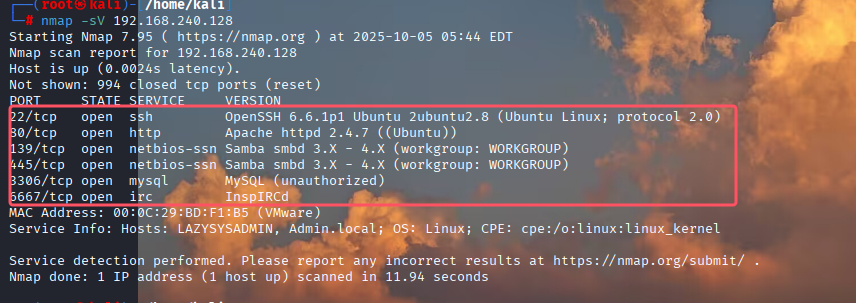 ┌──(root㉿kali)-[/home/kali]
└─# nmap -sV 192.168.240.128
Starting Nmap 7.95 ( https://nmap.org ) at 2025-10-05 05:44 EDT
Nmap scan report for 192.168.240.128
Host is up (0.0024s latency).
Not shown: 994 closed tcp ports (reset)
PORT     STATE SERVICE     VERSION
22/tcp   open  ssh         OpenSSH 6.6.1p1 Ubuntu 2ubuntu2.8 (Ubuntu Linux; protocol 2.0)
80/tcp   open  http        Apache httpd 2.4.7 ((Ubuntu))
139/tcp  open  netbios-ssn Samba smbd 3.X - 4.X (workgroup: WORKGROUP)
445/tcp  open  netbios-ssn Samba smbd 3.X - 4.X (workgroup: WORKGROUP)
3306/tcp open  mysql       MySQL (unauthorized)
6667/tcp open  irc         InspIRCd
MAC Address: 00:0C:29:BD:F1:B5 (VMware)
Service Info: Hosts: LAZYSYSADMIN, Admin.local; OS: Linux; CPE: cpe:/o:linux:linux_kernel
Service detection performed. Please report any incorrect results at https://nmap.org/submit/ .
Nmap done: 1 IP address (1 host up) scanned in 11.94 seconds